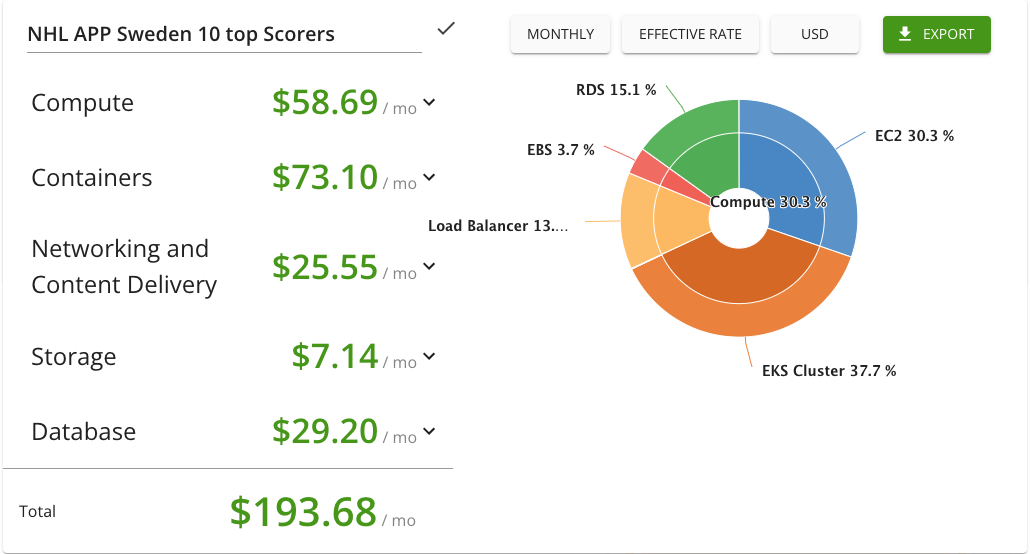 NHL APP Sweden 10 top Scorers
MONTHLY
EFFECTIVE RATE
USD
EXPORT
Compute
$58.69 / mo
Containers
$73.10 / mo
Networking and
Content Delivery
$25.55 / mo
Storage
$7.14 / mo
Database
$29.20 / mo
Total
$193.68 / mo
RDS 15.1 %
EC2 30.3 %
EBS 3.7 %
Compute 30.3 %
Load Balancer 13....
EKS Cluster 37.7 %